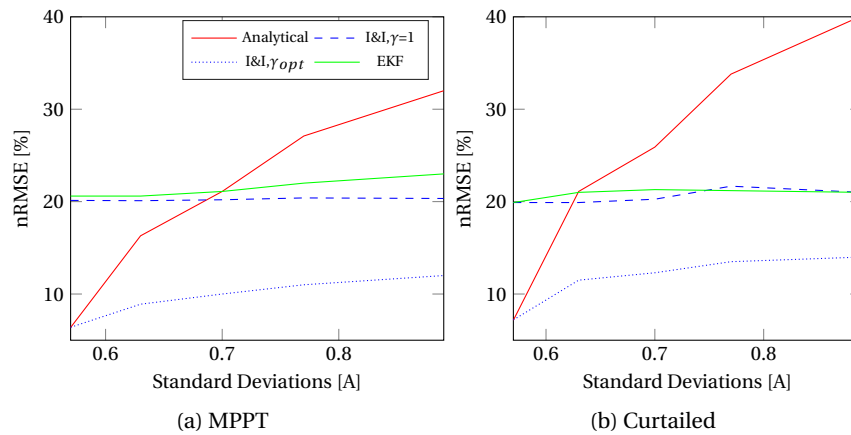 40
30
20
10
nRMSE [%]
Analytical
I&I,γ=1
I&I,γopt
EKF
0.6
0.7
0.8
Standard Deviations [A]
(a) MPPT
40
30
20
10
nRMSE [%]
0.6
0.7
0.8
Standard Deviations [A]
(b) Curtailed